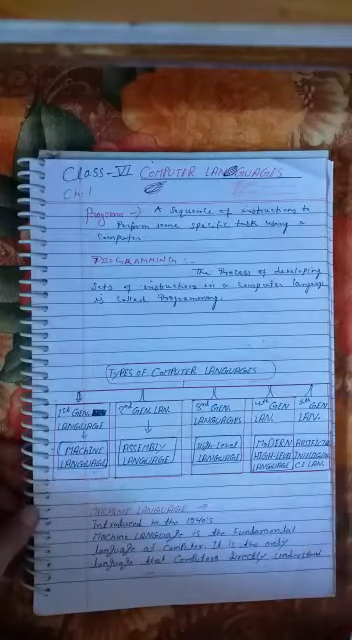 Class-VI COMPUTER LANGUAGES
Ch-1
Program -> A Sequence of instructions to
Perform some specific task using a
Computer.
PROGRAMMING :-
The Process of developing
Sets of instructions in a Computer language
is called Programming.
TYPES OF COMPUTER LANGUAGES
1st GEN. 2nd GEN. LAN. 3rd GEN 4th GEN 5th GEN
LANGUAGE LANGUAGES LAN. LAN.
MACHINE ASSEMBLY High-Level MODERN
LANGUAGE LANGUAGE LANGUAGE HIGH-LEVEL
LANGUAGE LAN.
MACHINE LANGUAGE ->
Introduced in the 1940's
Machine LANGUAGE is the Fundamental
language of Computer. It is the only
language that Computers Directly understand